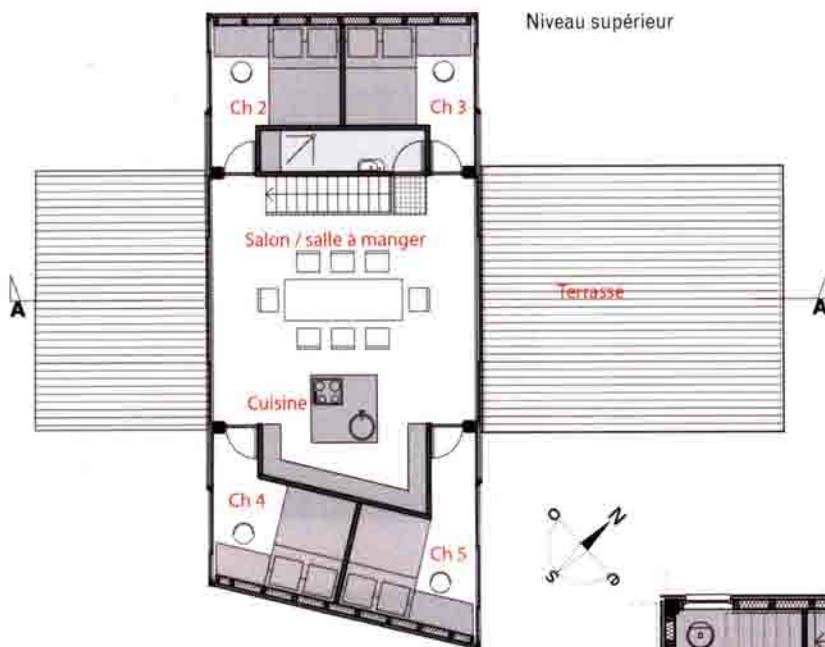 Niveau supérieur
Ch 2
Ch 3
Salon / salle à manger
Terrasse
A
A
Cuisine
Ch 4
Ch 5
o
N
s
e